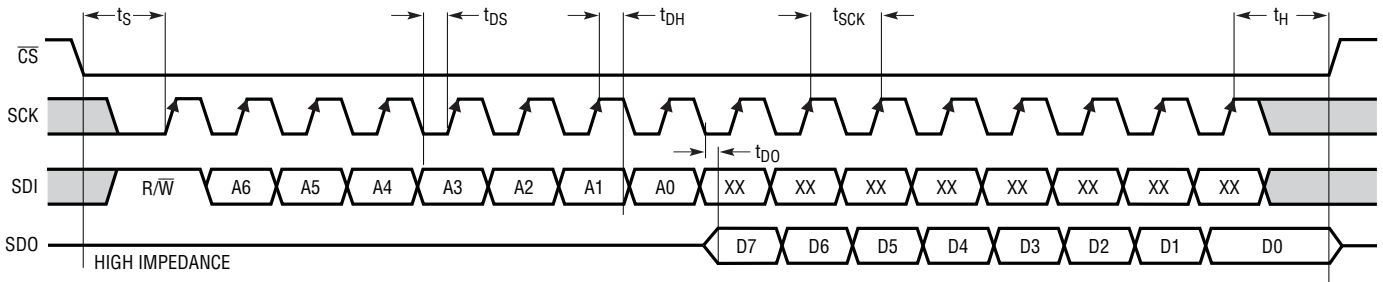 tS tDS tDH tSCK tH
CS
SCK
tDO
SDI R/W A6 A5 A4 A3 A2 A1 A0 XX XX XX XX XX XX XX XX
SDO D7 D6 D5 D4 D3 D2 D1 D0
HIGH IMPEDANCE